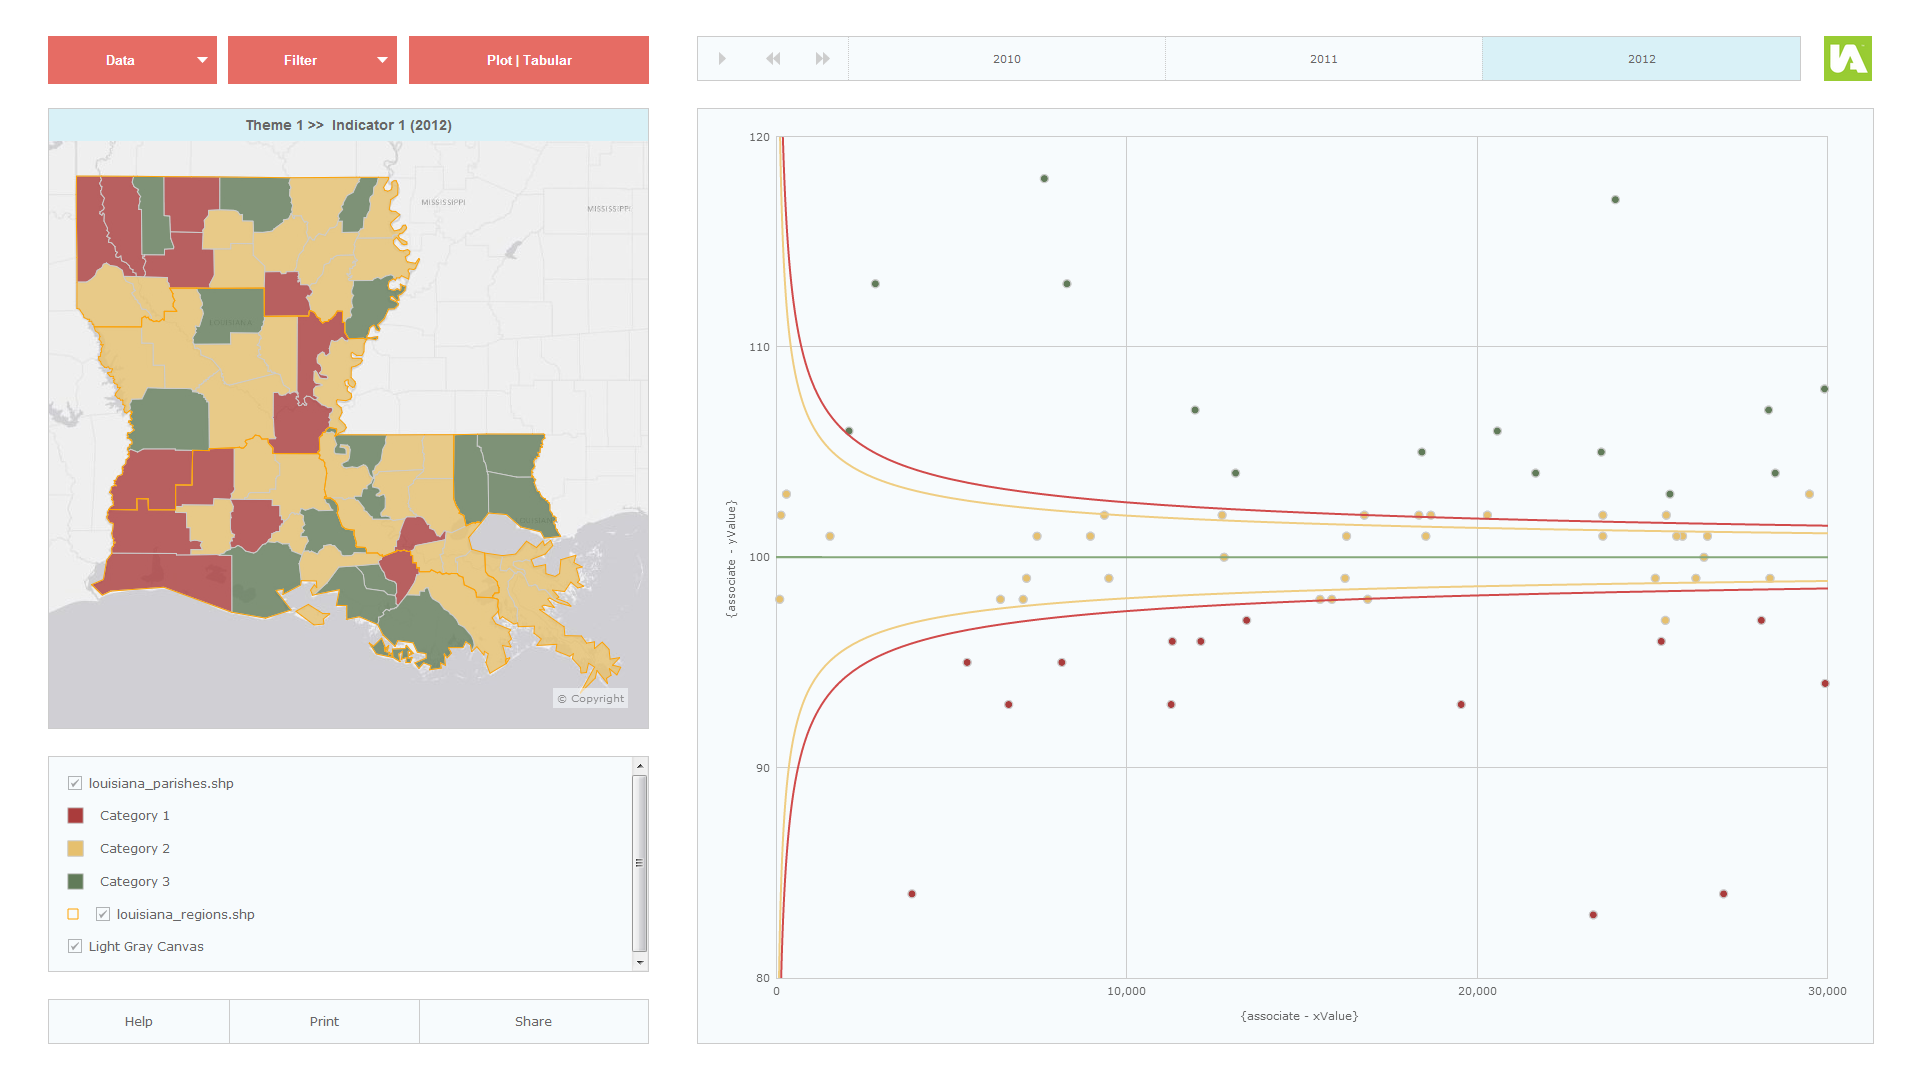 Data
Filter
Plot | Tabular
2010
2011
2012
Theme 1 >> Indicator 1 (2012)
MISSISSIPPI
MISSISSIPPI
LOUISIANA
© Copyright
louisiana_parishes.shp
Category 1
Category 2
Category 3
louisiana_regions.shp
Light Gray Canvas
Help
Print
Share
120
110
100
90
80
{associate - yValue}
0
10,000
20,000
30,000
{associate - xValue}